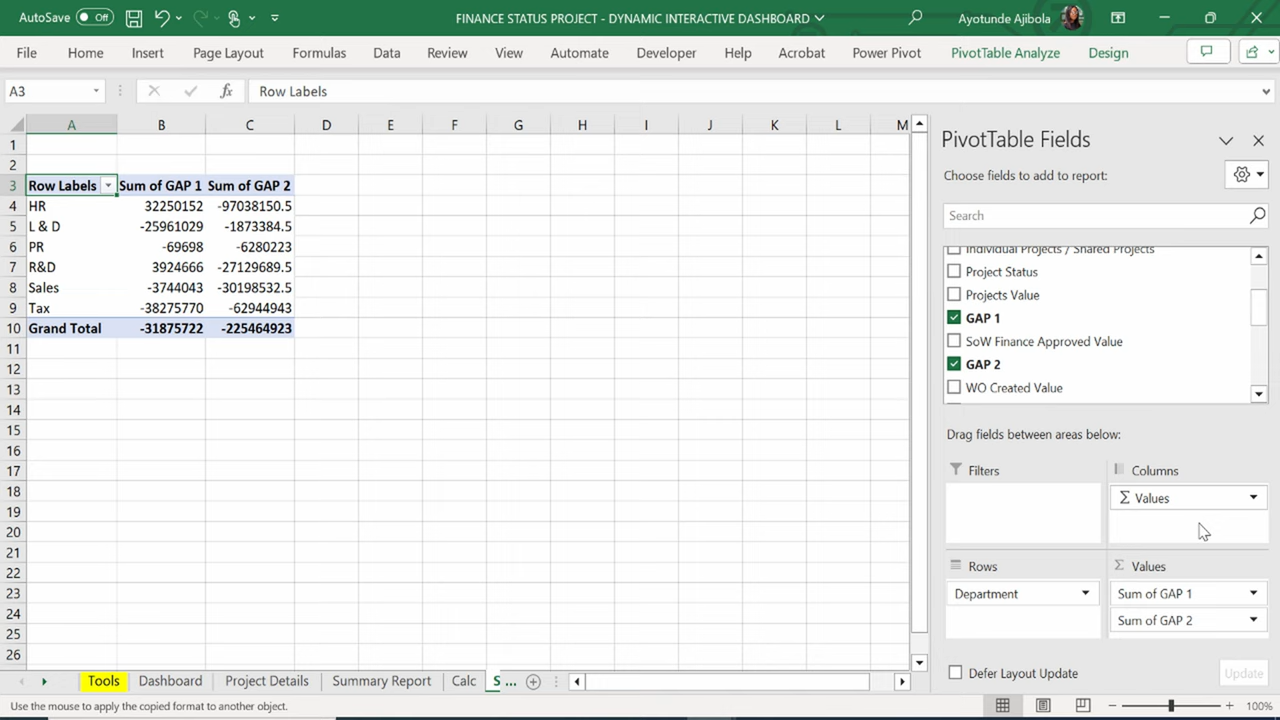 AutoSave Off FINANCE STATUS PROJECT - DYNAMIC INTERACTIVE DASHBOARD Ayotunde Ajibola
File Home Insert Page Layout Formulas Data Review View Automate Developer Help Acrobat Power Pivot PivotTable Analyze Design
A3 fx Row Labels
A B C D E F G H I J K L M
1
2
3 Row Labels Sum of GAP 1 Sum of GAP 2
4 HR 32250152 -97038150.5
5 L & D -25961029 -1873384.5
6 PR -69698 -6280223
7 R&D 3924666 -27129689.5
8 Sales -3744043 -30198532.5
9 Tax -38275770 -62944943
10 Grand Total -31875722 -225464923
11
12
13
14
15
16
17
18
19
20
21
22
23
24
25
26
PivotTable Fields
Choose fields to add to report:
Search
Individual Projects / Shared Projects
Project Status
Projects Value
GAP 1
SoW Finance Approved Value
GAP 2
WO Created Value
Drag fields between areas below:
Filters Columns
Σ Values
Rows Σ Values
Department Sum of GAP 1
Sum of GAP 2
Defer Layout Update Update
Tools Dashboard Project Details Summary Report Calc S ...
Use the mouse to apply the copied format to another object. 100%